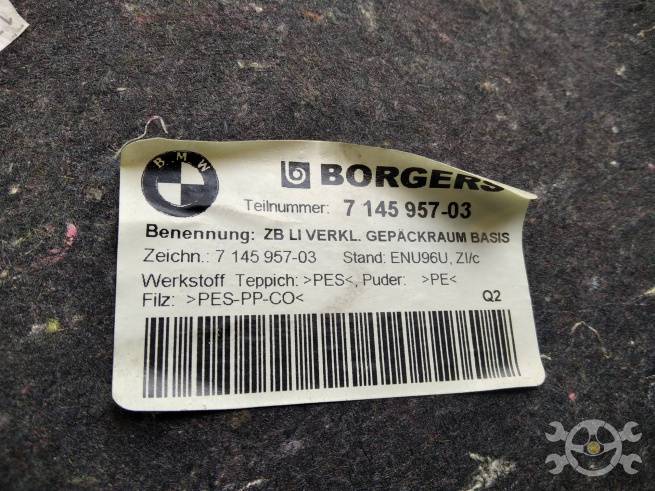 BMW
BORGERS
Teilnummer: 7 145 957-03
Benennung: ZB LI VERKL. GEPÄCKRAUM BASIS
Zeichn.: 7 145 957-03 Stand: ENU96U, ZI/c
Werkstoff Teppich: >PES<, Puder: >PE<
Filz: >PES-PP-CO<
Q2